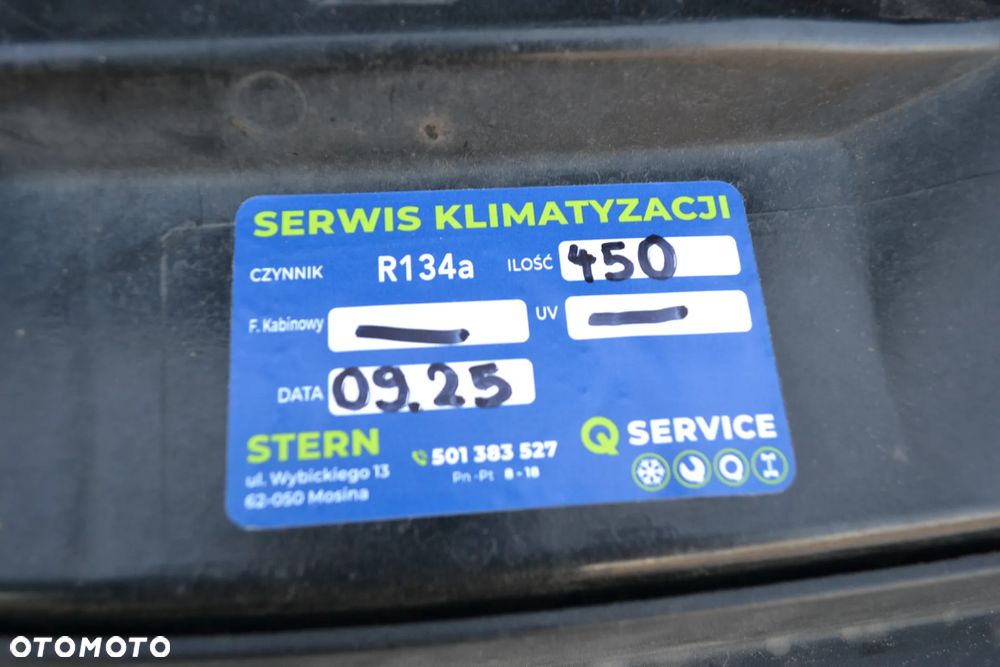 SERWIS KLIMATYZACJI
CZYNNIK R134a ILOŚĆ 450
F. Kabinowy UV
DATA 09.25
STERN
ul. Wybickiego 13
62-050 Mosina
501 383 527
Pn-Pt 8-18
Q SERVICE
OTOMOTO